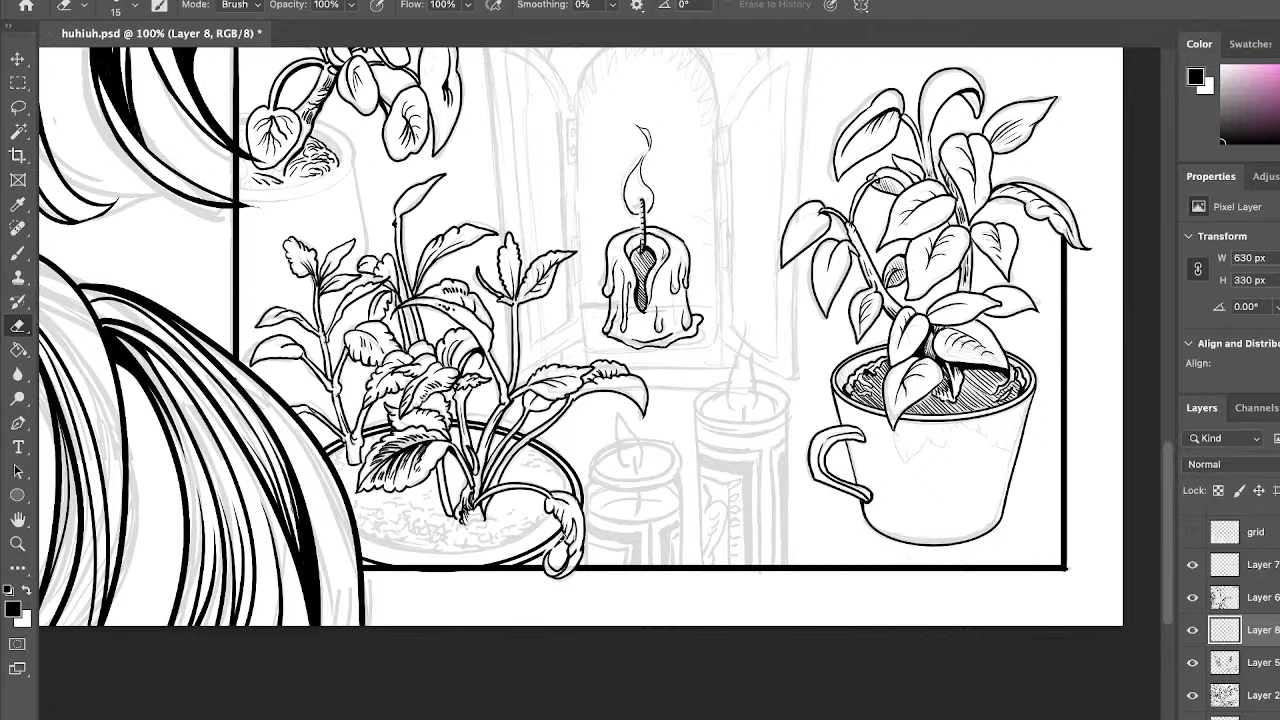 15 Mode: Brush Opacity: 100% Flow: 100% Smoothing: 0% 0° Erase to History
huhiuh.psd @ 100% (Layer 8, RGB/8) *
Color Swatche
Properties Adjus
Pixel Layer
Transform
W 630 px
H 330 px
0.00°
Align and Distrib
Align:
Layers Channels
Kind
Normal
Lock:
grid
Layer 7
Layer 6
Layer 8
Layer 5
Layer 2